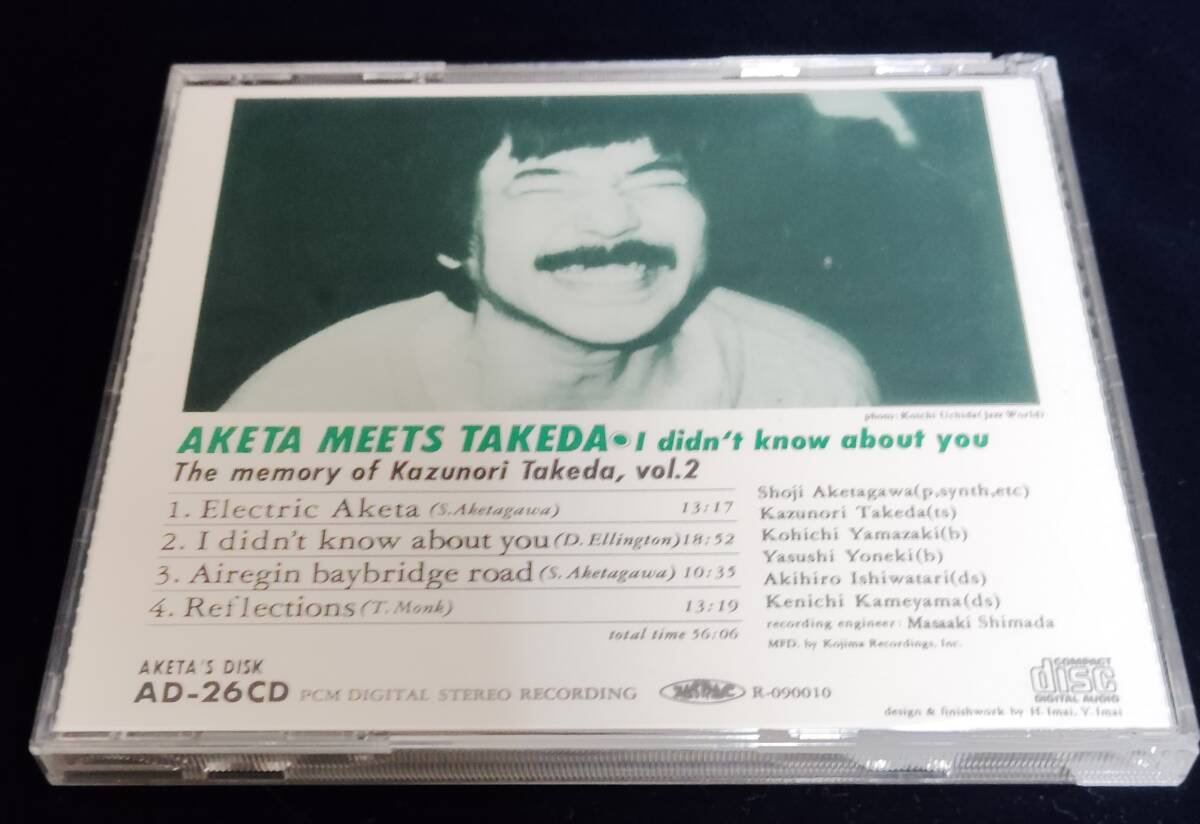 photo: Koichi Uchida( Jazz World)
AKETA MEETS TAKEDA • I didn't know about you
The memory of Kazunori Takeda, vol.2
1. Electric Aketa (S.Aketagawa) 13:17
2. I didn't know about you (D. Ellington) 18:52
3. Airegin baybridge road (S. Aketagawa) 10:35
4. Reflections (T. Monk) 13:19
total time 56:06
Shoji Aketagawa(p,synth,etc)
Kazunori Takeda(ts)
Kohichi Yamazaki(b)
Yasushi Yoneki(b)
Akihiro Ishiwatari(ds)
Kenichi Kameyama(ds)
recording engineer: Masaaki Shimada
MFD. by Kojima Recordings, Inc.
AKETA'S DISK
AD-26CD PCM DIGITAL STEREO RECORDING JASRAC R-090010
COMPACT
disc
DIGITAL AUDIO
design & finishwork by H. Imai, Y. Imai